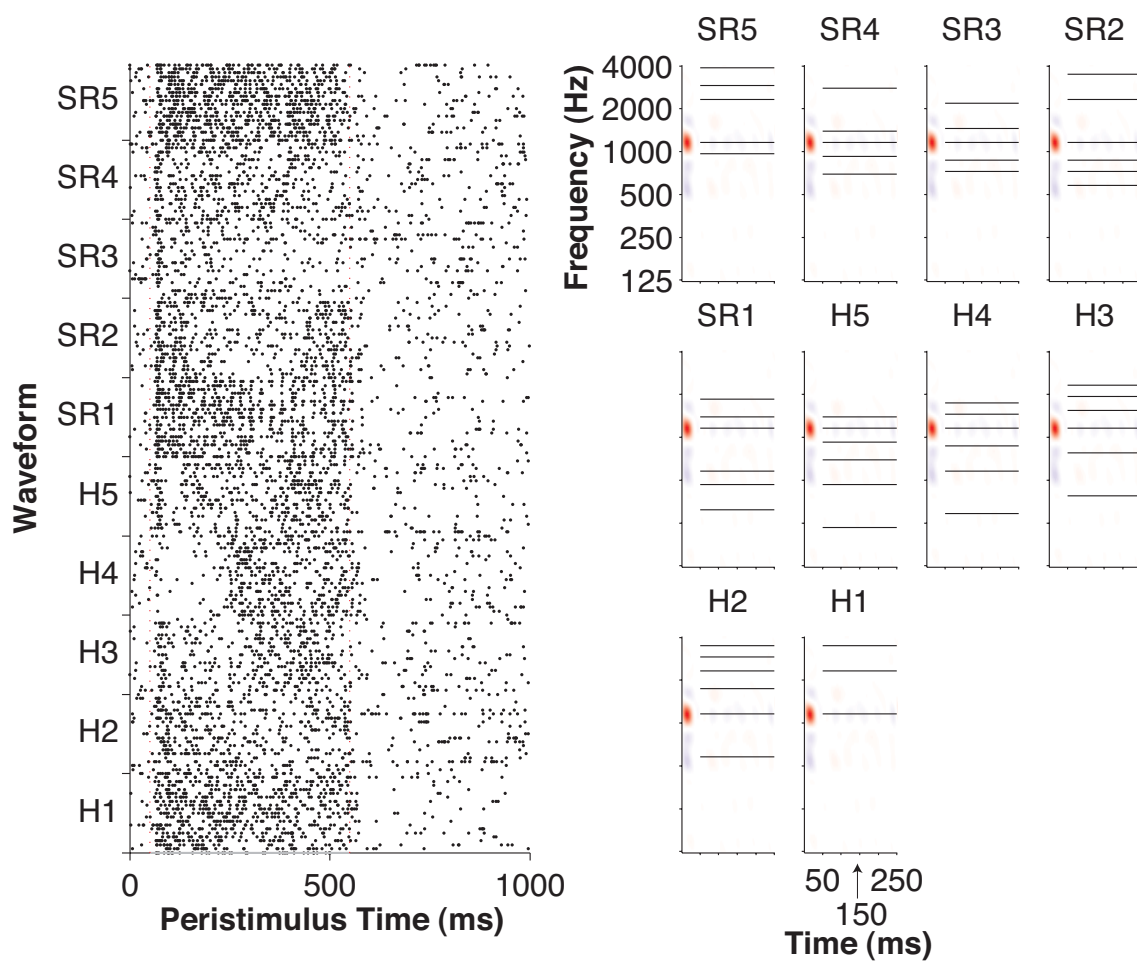 SR5 SR4 SR3 SR2
Frequency (Hz)
4000
2000
1000
500
250
125
SR1 H5 H4 H3
H2 H1
50 250
150
Time (ms)
Waveform
SR5
SR4
SR3
SR2
SR1
H5
H4
H3
H2
H1
0 500 1000
Peristimulus Time (ms)